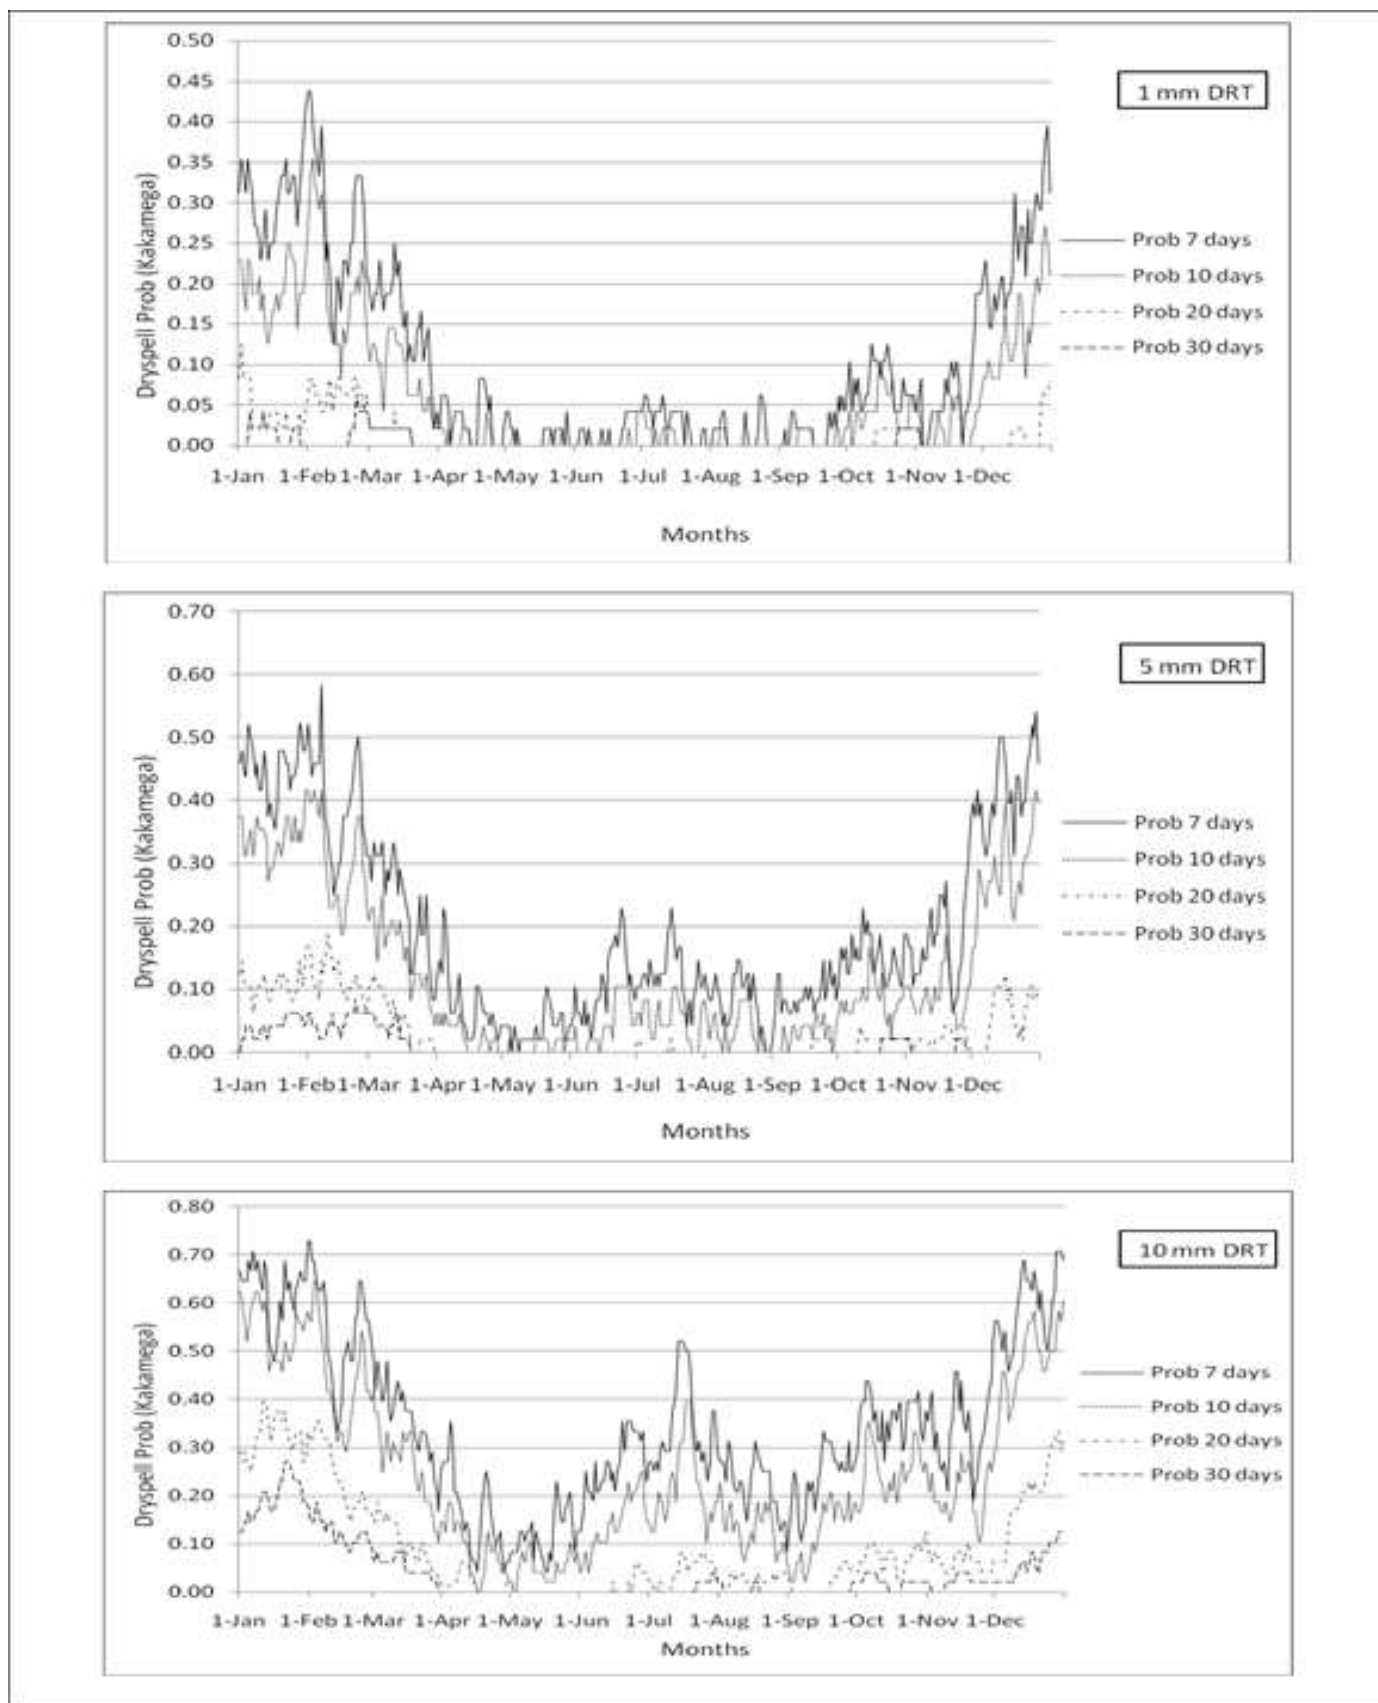 0.50
0.45
0.40
0.35
0.30
0.25
0.20
0.15
0.10
0.05
0.00
Dryspell Prob (Kakamega)
1 mm DRT
Prob 7 days
Prob 10 days
Prob 20 days
Prob 30 days
1-Jan 1-Feb 1-Mar 1-Apr 1-May 1-Jun 1-Jul 1-Aug 1-Sep 1-Oct 1-Nov 1-Dec
Months
0.70
0.60
0.50
0.40
0.30
0.20
0.10
0.00
Dryspell Prob (Kakamega)
5 mm DRT
Prob 7 days
Prob 10 days
Prob 20 days
Prob 30 days
1-Jan 1-Feb 1-Mar 1-Apr 1-May 1-Jun 1-Jul 1-Aug 1-Sep 1-Oct 1-Nov 1-Dec
Months
0.80
0.70
0.60
0.50
0.40
0.30
0.20
0.10
0.00
Dryspell Prob (Kakamega)
10 mm DRT
Prob 7 days
Prob 10 days
Prob 20 days
Prob 30 days
1-Jan 1-Feb 1-Mar 1-Apr 1-May 1-Jun 1-Jul 1-Aug 1-Sep 1-Oct 1-Nov 1-Dec
Months